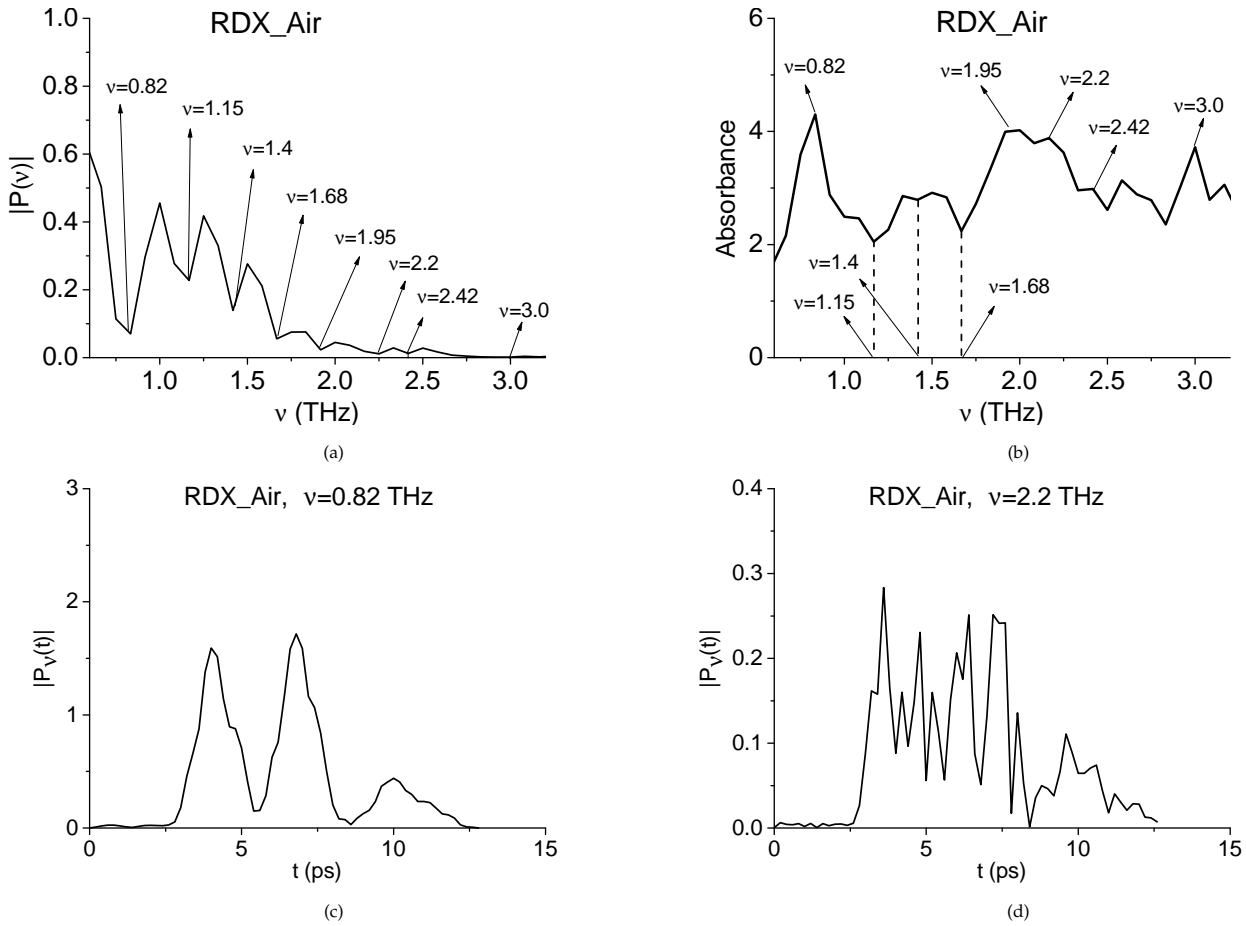 RDX_Air
1.0
0.8
0.6
0.4
0.2
0.0
|P(ν)|
ν=0.82
ν=1.15
ν=1.4
ν=1.68
ν=1.95
ν=2.2
ν=2.42
ν=3.0
1.0 1.5 2.0 2.5 3.0
ν (THz)
(a)
RDX_Air
6
4
2
0
Absorbance
ν=0.82
ν=1.95
ν=2.2
ν=2.42
ν=3.0
ν=1.4
ν=1.15
ν=1.68
1.0 1.5 2.0 2.5 3.0
ν (THz)
(b)
RDX_Air, ν=0.82 THz
3
2
1
0
|Pν(t)|
0 5 10 15
t (ps)
(c)
RDX_Air, ν=2.2 THz
0.4
0.3
0.2
0.1
0.0
|Pν(t)|
0 5 10 15
t (ps)
(d)